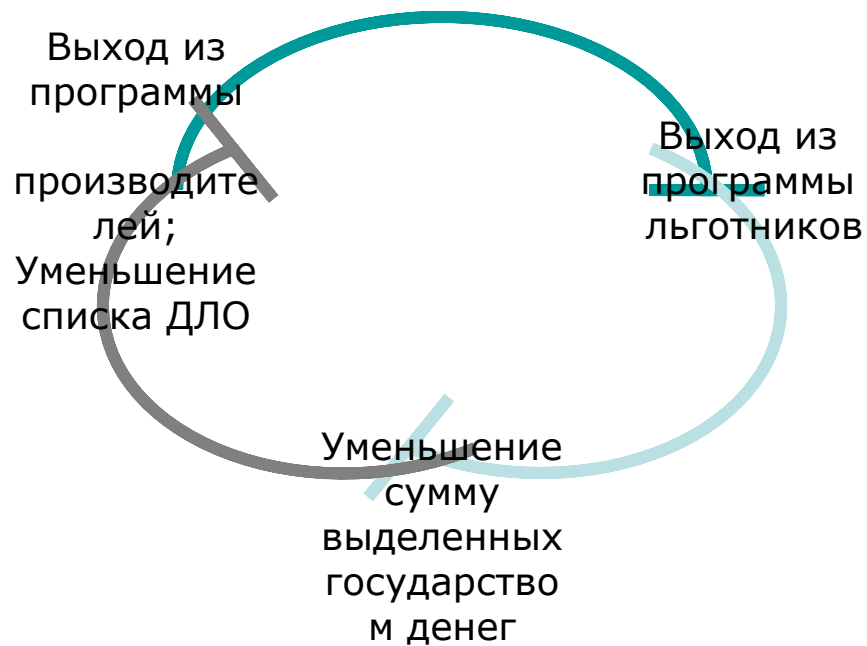 Выход из
программы
производите
лей;
Уменьшение
списка ДЛО
Выход из
программы
льготников
Уменьшение
сумму
выделенных
государство
м денег